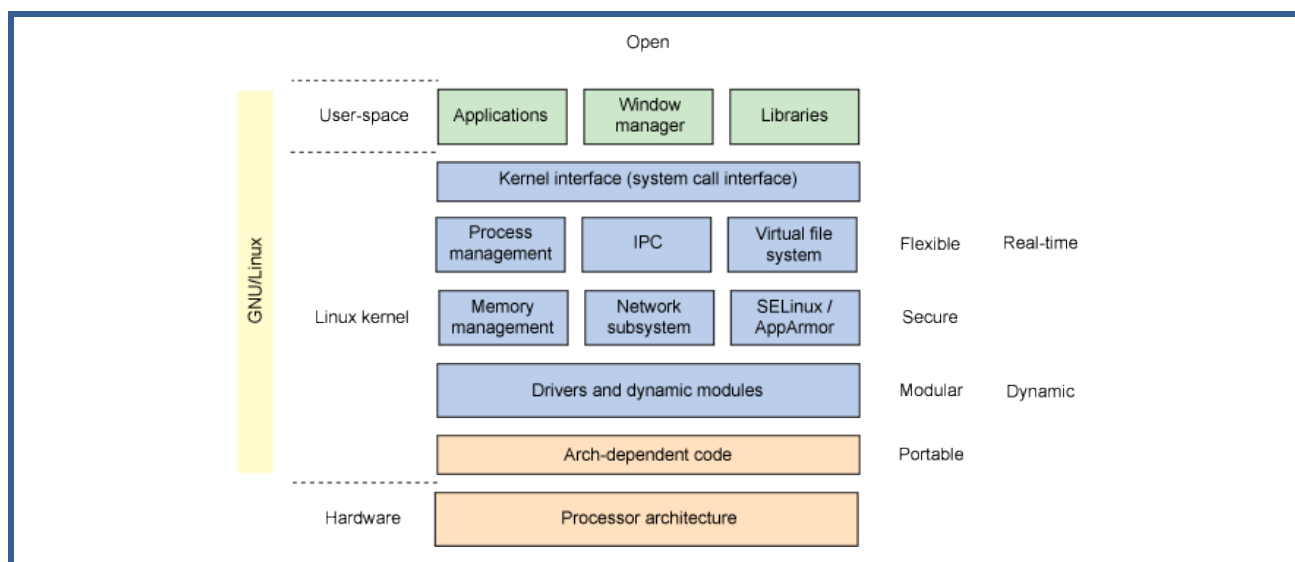 Open
GNU/Linux
User-space
Applications
Window
manager
Libraries
Kernel interface (system call interface)
Linux kernel
Process
management
IPC
Virtual file
system
Flexible
Real-time
Memory
management
Network
subsystem
SELinux /
AppArmor
Secure
Drivers and dynamic modules
Modular
Dynamic
Arch-dependent code
Portable
Hardware
Processor architecture